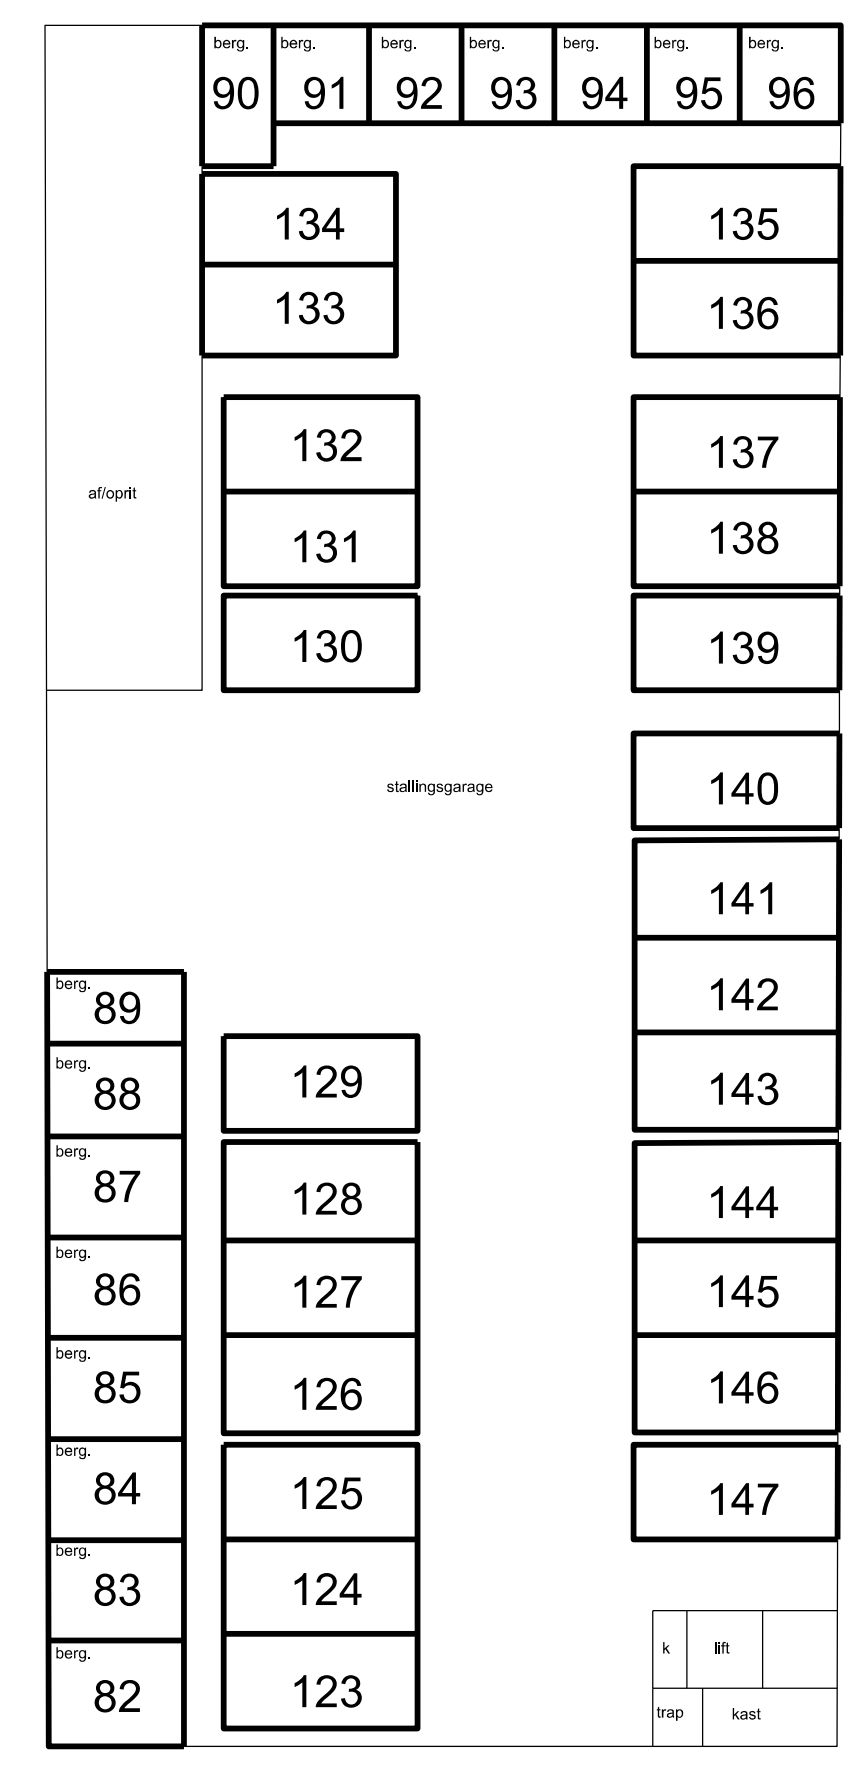 berg. berg. berg. berg. berg. berg. berg.
90 91 92 93 94 95 96
134 135
133 136
132 137
af/oprit
131 138
130 139
stallingsgarage
140
141
berg.
89 142
berg.
88 129 143
berg.
87 128 144
berg.
86 127 145
berg.
85 126 146
berg.
84 125 147
berg.
83 124
berg.
k lift
82 123
trap kast